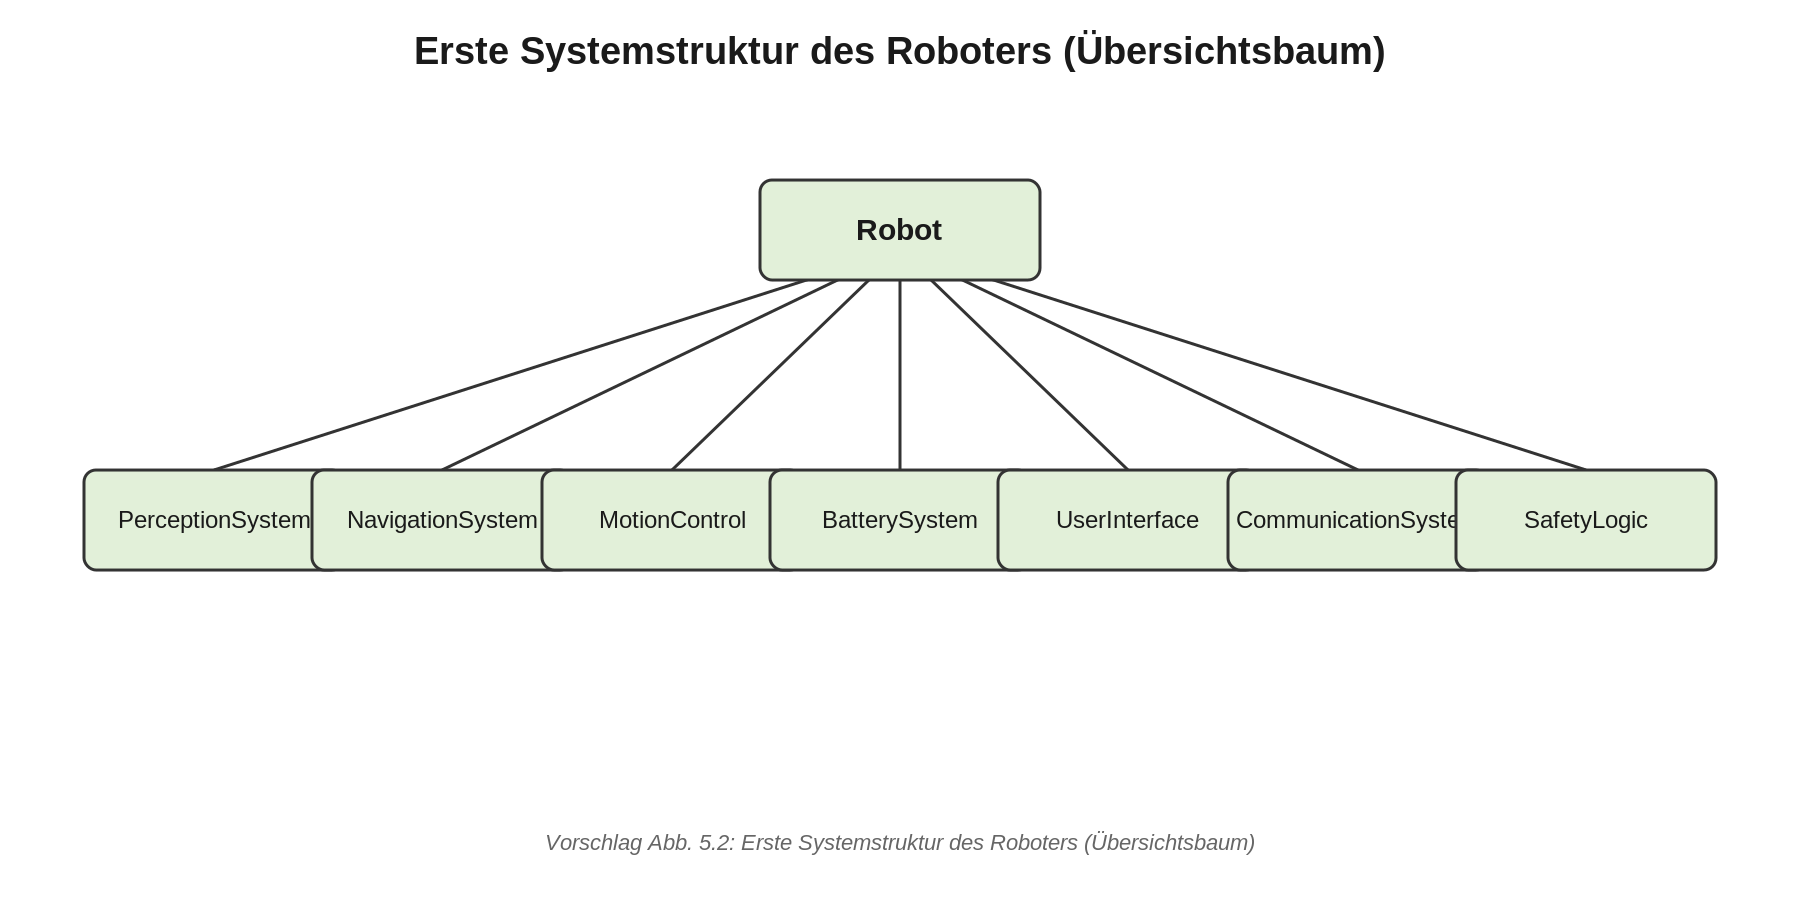 Erste Systemstruktur des Roboters (Übersichtsbaum)
Robot
PerceptionSystem
NavigationSystem
MotionControl
BatterySystem
UserInterface
CommunicationSyste
SafetyLogic
Vorschlag Abb. 5.2: Erste Systemstruktur des Roboters (Übersichtsbaum)